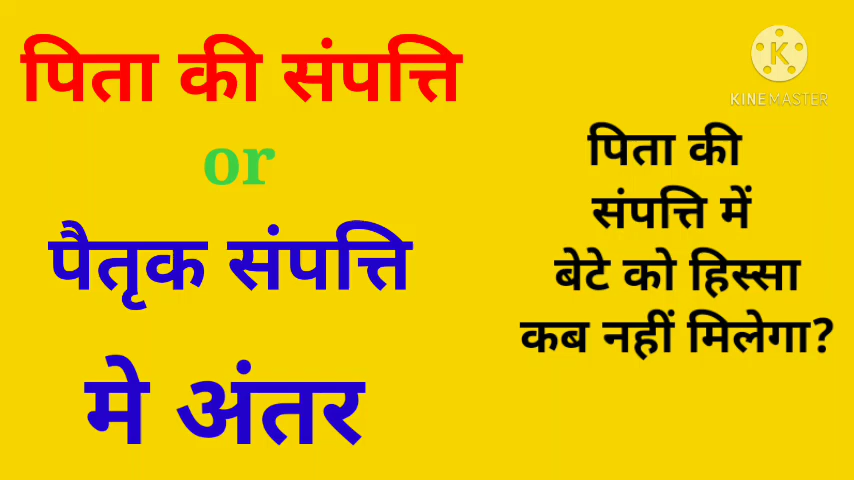 पिता की संपत्ति
or
पैतृक संपत्ति
मे अंतर
K
KINEMASTER
पिता की
संपत्ति में
बेटे को हिस्सा
कब नहीं मिलेगा?